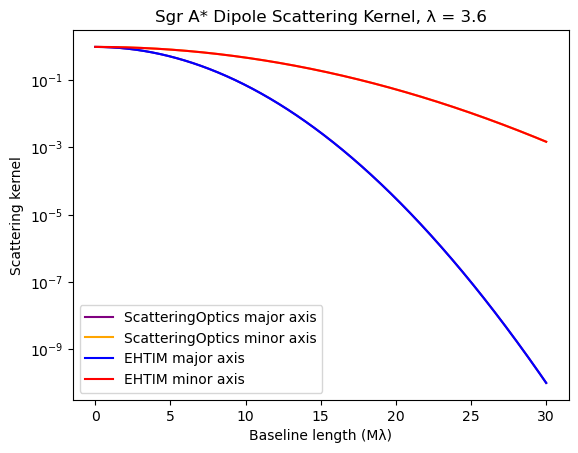 Sgr A* Dipole Scattering Kernel, λ = 3.6
Scattering kernel
10⁻¹
10⁻³
10⁻⁵
10⁻⁷
10⁻⁹
ScatteringOptics major axis
ScatteringOptics minor axis
EHTIM major axis
EHTIM minor axis
0 5 10 15 20 25 30
Baseline length (Mλ)